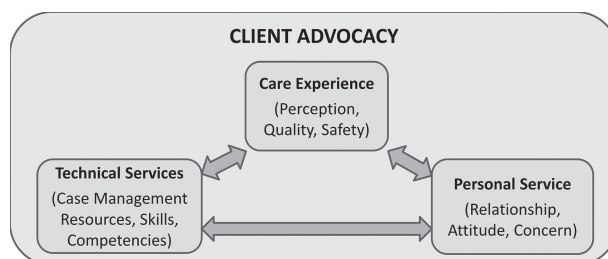 CLIENT ADVOCACY
Care Experience
(Perception,
Quality, Safety)
Technical Services
(Case Management
Resources, Skills,
Competencies)
Personal Service
(Relationship,
Attitude, Concern)